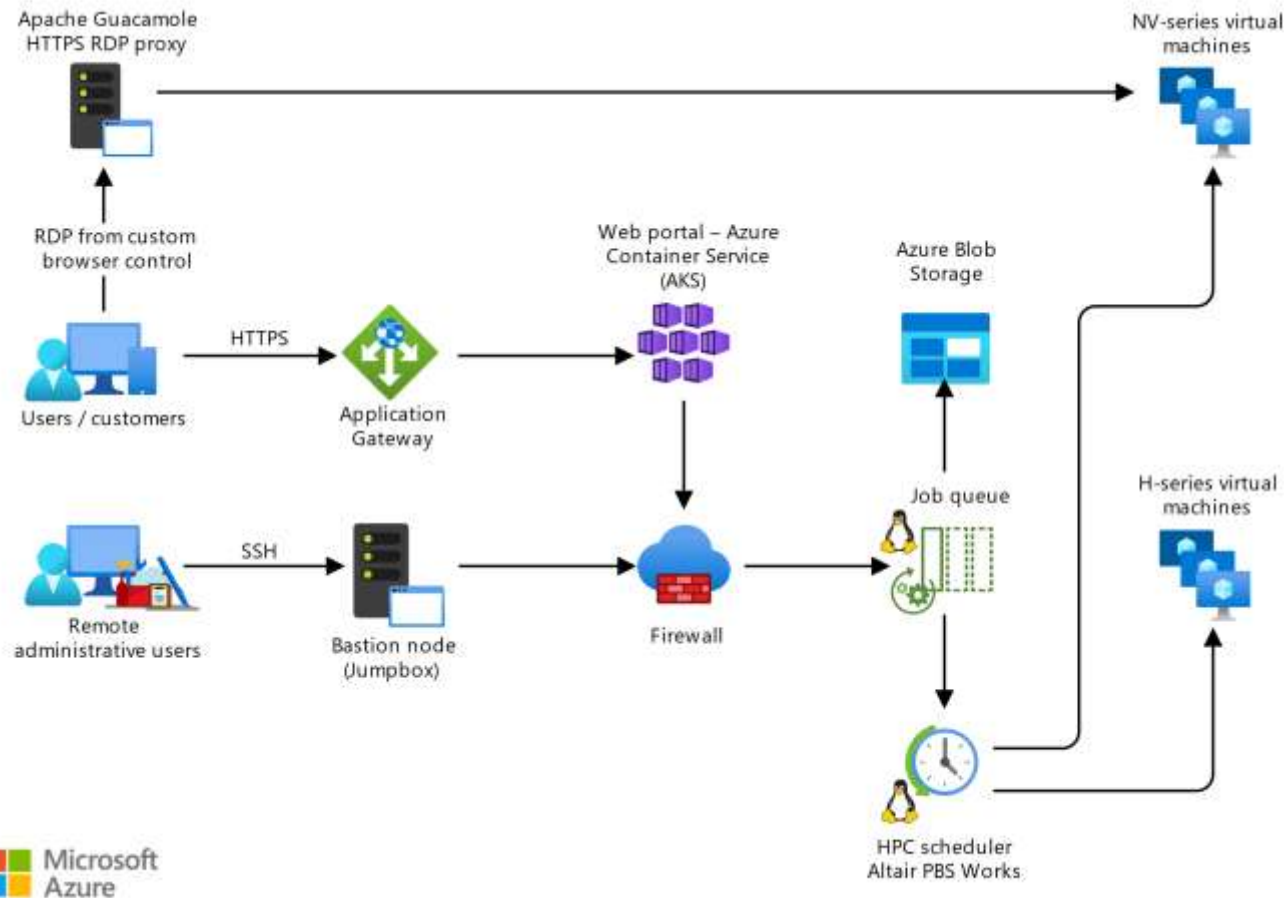 Apache Guacamole
HTTPS RDP proxy
NV-series virtual
machines
RDP from custom
browser control
Web portal – Azure
Container Service
(AKS)
Azure Blob
Storage
HTTPS
Users / customers
Application
Gateway
Job queue
H-series virtual
machines
SSH
Remote
administrative users
Bastion node
(Jumpbox)
Firewall
HPC scheduler
Altair PBS Works
Microsoft
Azure